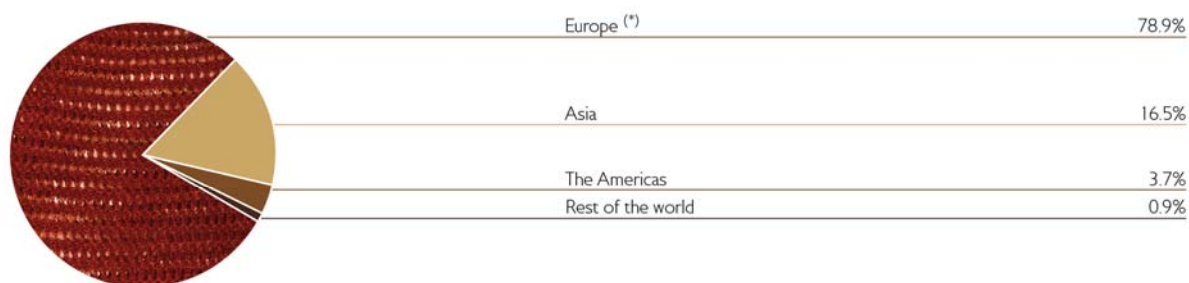 Europe (*) 78.9%
Asia 16.5%
The Americas 3.7%
Rest of the world 0.9%